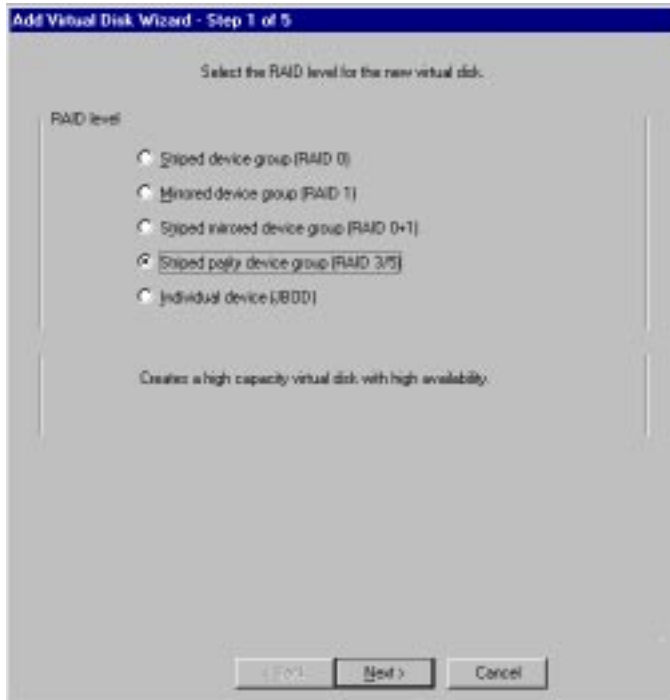 Add Virtual Disk Wizard - Step 1 of 5
Select the RAID level for the new virtual disk.
RAID level
Striped device group (RAID 0)
Mirrored device group (RAID 1)
Striped mirrored device group (RAID 0+1)
Striped parity device group (RAID 3/5)
Individual device (JBOD)
Creates a high capacity virtual disk with high availability.
< Back Next > Cancel